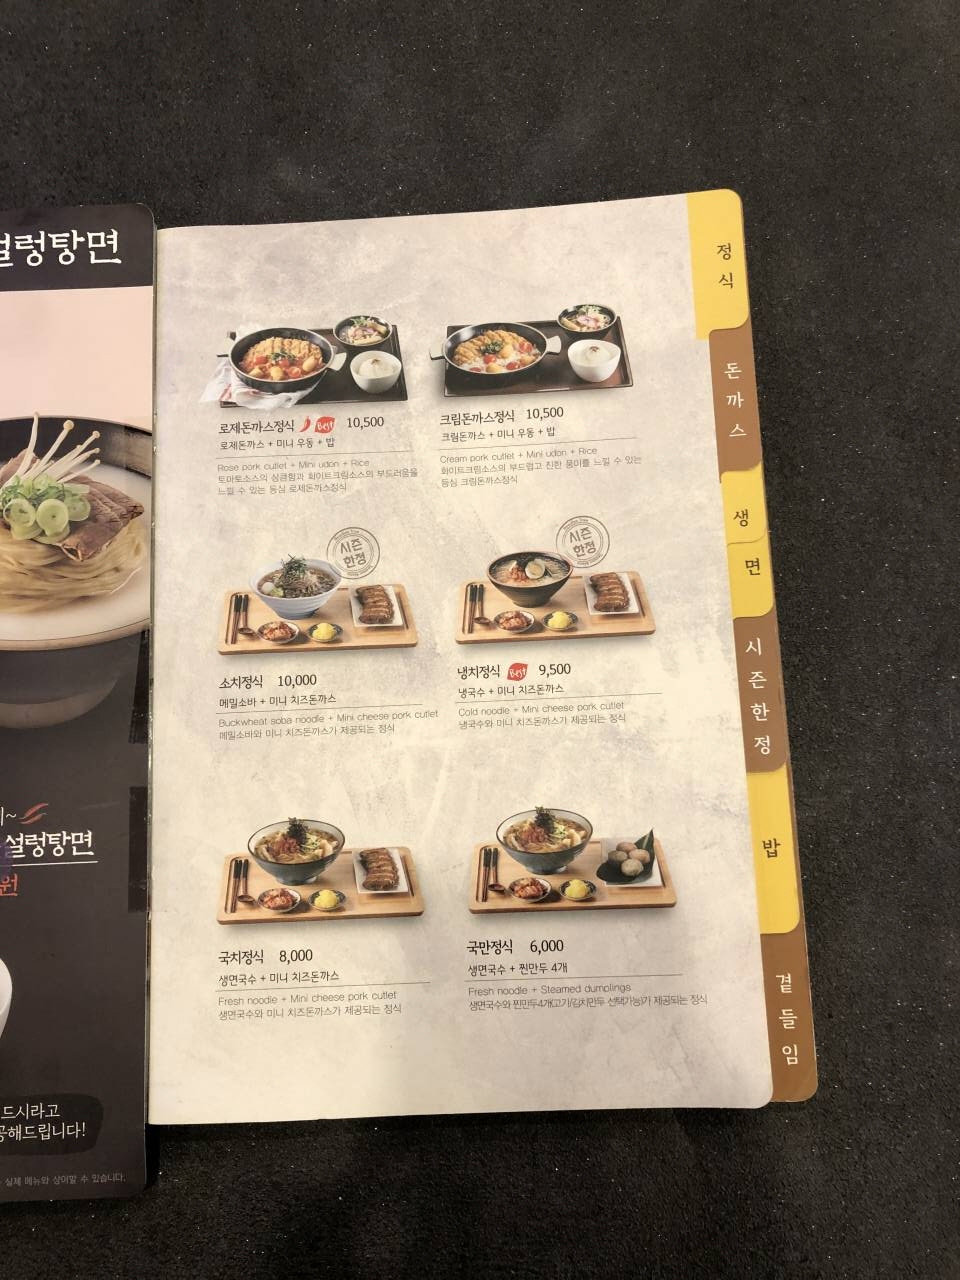 설렁탕면
설렁탕면
원
드시라고
공해드립니다!
실제 메뉴와 상이할 수 있습니다.
로제돈까스정식 Best 10,500
로제돈까스 + 미니 우동 + 밥
Rose pork cutlet + Mini udon + Rice
토마토소스의 상큼함과 화이트크림소스의 부드러움을
느낄 수 있는 등심 로제돈까스정식
크림돈까스정식 10,500
크림돈까스 + 미니 우동 + 밥
Cream pork cutlet + Mini udon + Rice
화이트크림소스의 부드럽고 진한 풍미를 느낄 수 있는
등심 크림돈까스정식
시즌
한정
소치정식 10,000
메밀소바 + 미니 치즈돈까스
Buckwheat soba noodle + Mini cheese pork cutlet
메밀소바와 미니 치즈돈까스가 제공되는 정식
시즌
한정
냉치정식 Best 9,500
냉국수 + 미니 치즈돈까스
Cold noodle + Mini cheese pork cutlet
냉국수와 미니 치즈돈까스가 제공되는 정식
국치정식 8,000
생면국수 + 미니 치즈돈까스
Fresh noodle + Mini cheese pork cutlet
생면국수와 미니 치즈돈까스가 제공되는 정식
국만정식 6,000
생면국수 + 찐만두 4개
Fresh noodle + Steamed dumplings
생면국수와 찐만두4개(고기/김치만두 선택가능)가 제공되는 정식
정식
돈까스
생면
시즌한정
밥
곁들임